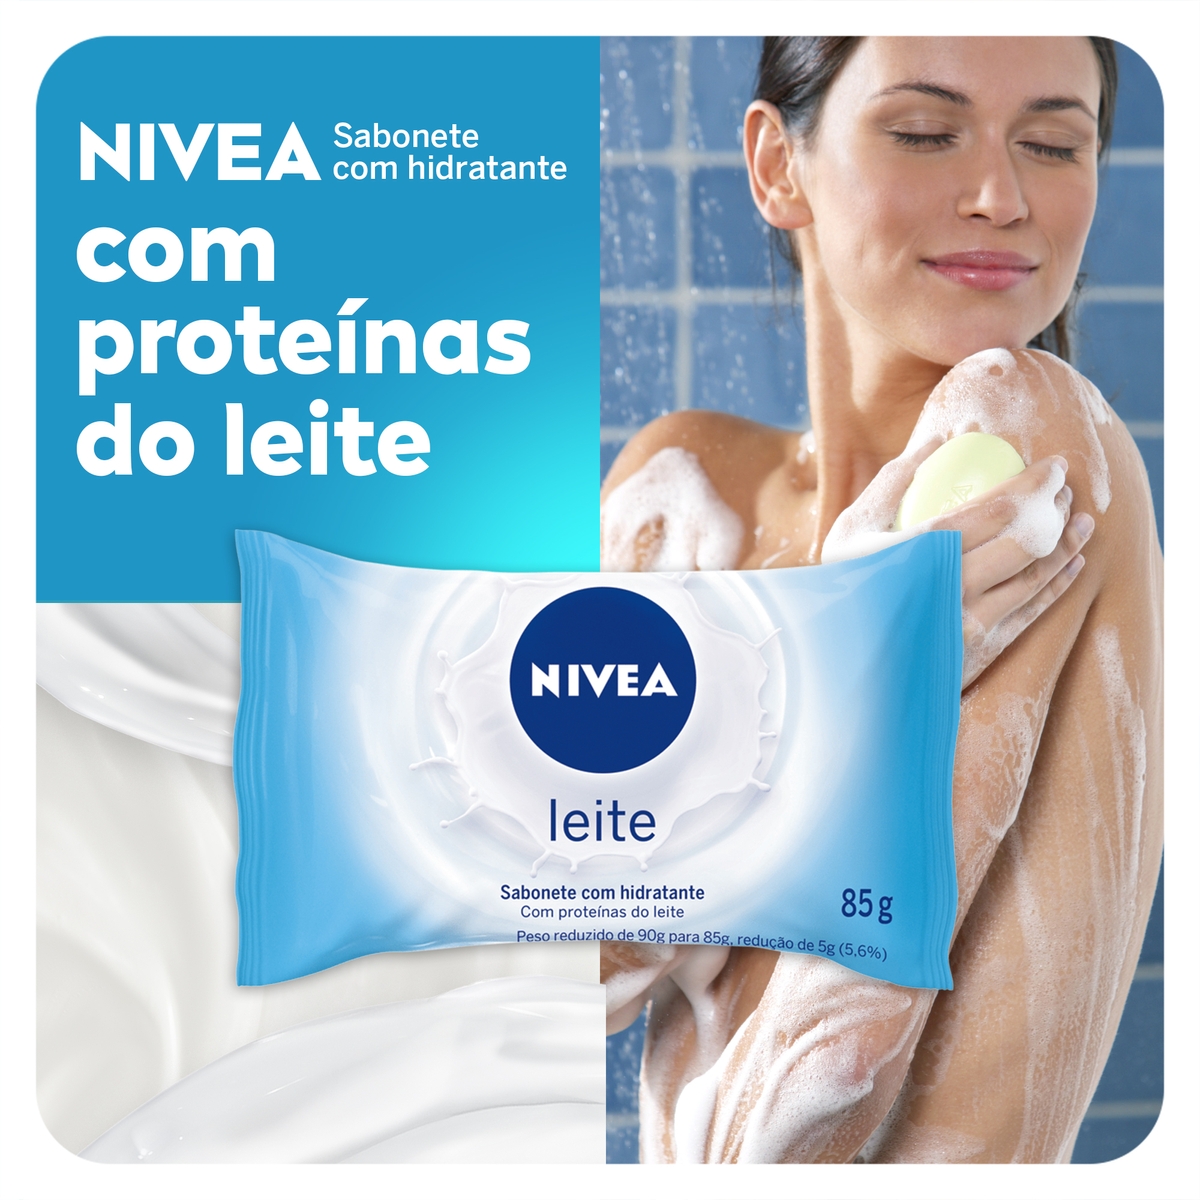 NIVEA Sabonete
com hidratante
com
proteínas
do leite
NIVEA
leite
Sabonete com hidratante
Com proteínas do leite
85 g
Peso reduzido de 90g para 85g, redução de 5g (5,6%)